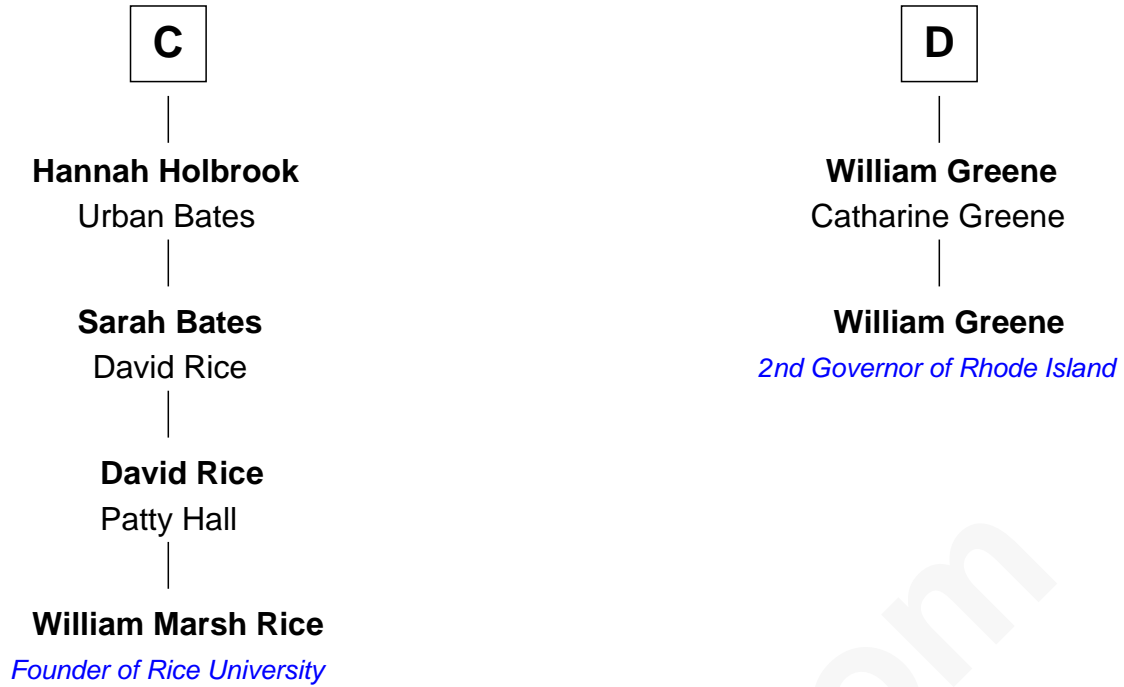 C
D
Hannah Holbrook
Urban Bates
William Greene
Catharine Greene
Sarah Bates
David Rice
William Greene
2nd Governor of Rhode Island
David Rice
Patty Hall
William Marsh Rice
Founder of Rice University
om